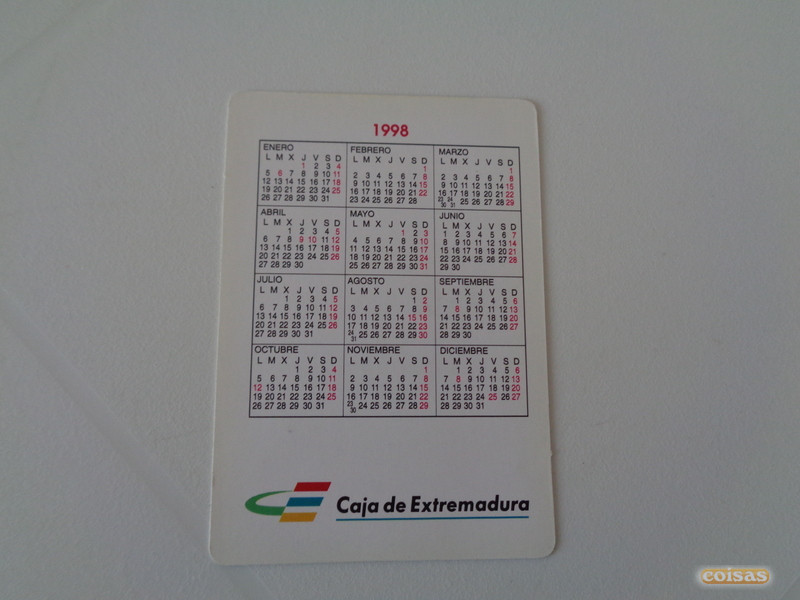 1998
ENERO
L M X J V S D
1 2 3 4
5 6 7 8 9 10 11
12 13 14 15 16 17 18
19 20 21 22 23 24 25
26 27 28 29 30 31
FEBRERO
L M X J V S D
1
2 3 4 5 6 7 8
9 10 11 12 13 14 15
16 17 18 19 20 21 22
23 24 25 26 27 28
MARZO
L M X J V S D
1
2 3 4 5 6 7 8
9 10 11 12 13 14 15
16 17 18 19 20 21 22
23 24 25 26 27 28 29
30 31
ABRIL
L M X J V S D
1 2 3 4 5
6 7 8 9 10 11 12
13 14 15 16 17 18 19
20 21 22 23 24 25 26
27 28 29 30
MAYO
L M X J V S D
1 2 3
4 5 6 7 8 9 10
11 12 13 14 15 16 17
18 19 20 21 22 23 24
25 26 27 28 29 30 31
JUNIO
L M X J V S D
1 2 3 4 5 6 7
8 9 10 11 12 13 14
15 16 17 18 19 20 21
22 23 24 25 26 27 28
29 30
JULIO
L M X J V S D
1 2 3 4 5
6 7 8 9 10 11 12
13 14 15 16 17 18 19
20 21 22 23 24 25 26
27 28 29 30 31
AGOSTO
L M X J V S D
1 2
3 4 5 6 7 8 9
10 11 12 13 14 15 16
17 18 19 20 21 22 23
24 25 26 27 28 29 30
31
SEPTIEMBRE
L M X J V S D
1 2 3 4 5 6
7 8 9 10 11 12 13
14 15 16 17 18 19 20
21 22 23 24 25 26 27
28 29 30
OCTUBRE
L M X J V S D
1 2 3 4
5 6 7 8 9 10 11
12 13 14 15 16 17 18
19 20 21 22 23 24 25
26 27 28 29 30 31
NOVIEMBRE
L M X J V S D
1
2 3 4 5 6 7 8
9 10 11 12 13 14 15
16 17 18 19 20 21 22
23 24 25 26 27 28 29
30
DICIEMBRE
L M X J V S D
1 2 3 4 5 6
7 8 9 10 11 12 13
14 15 16 17 18 19 20
21 22 23 24 25 26 27
28 29 30 31
Caja de Extremadura
coisas